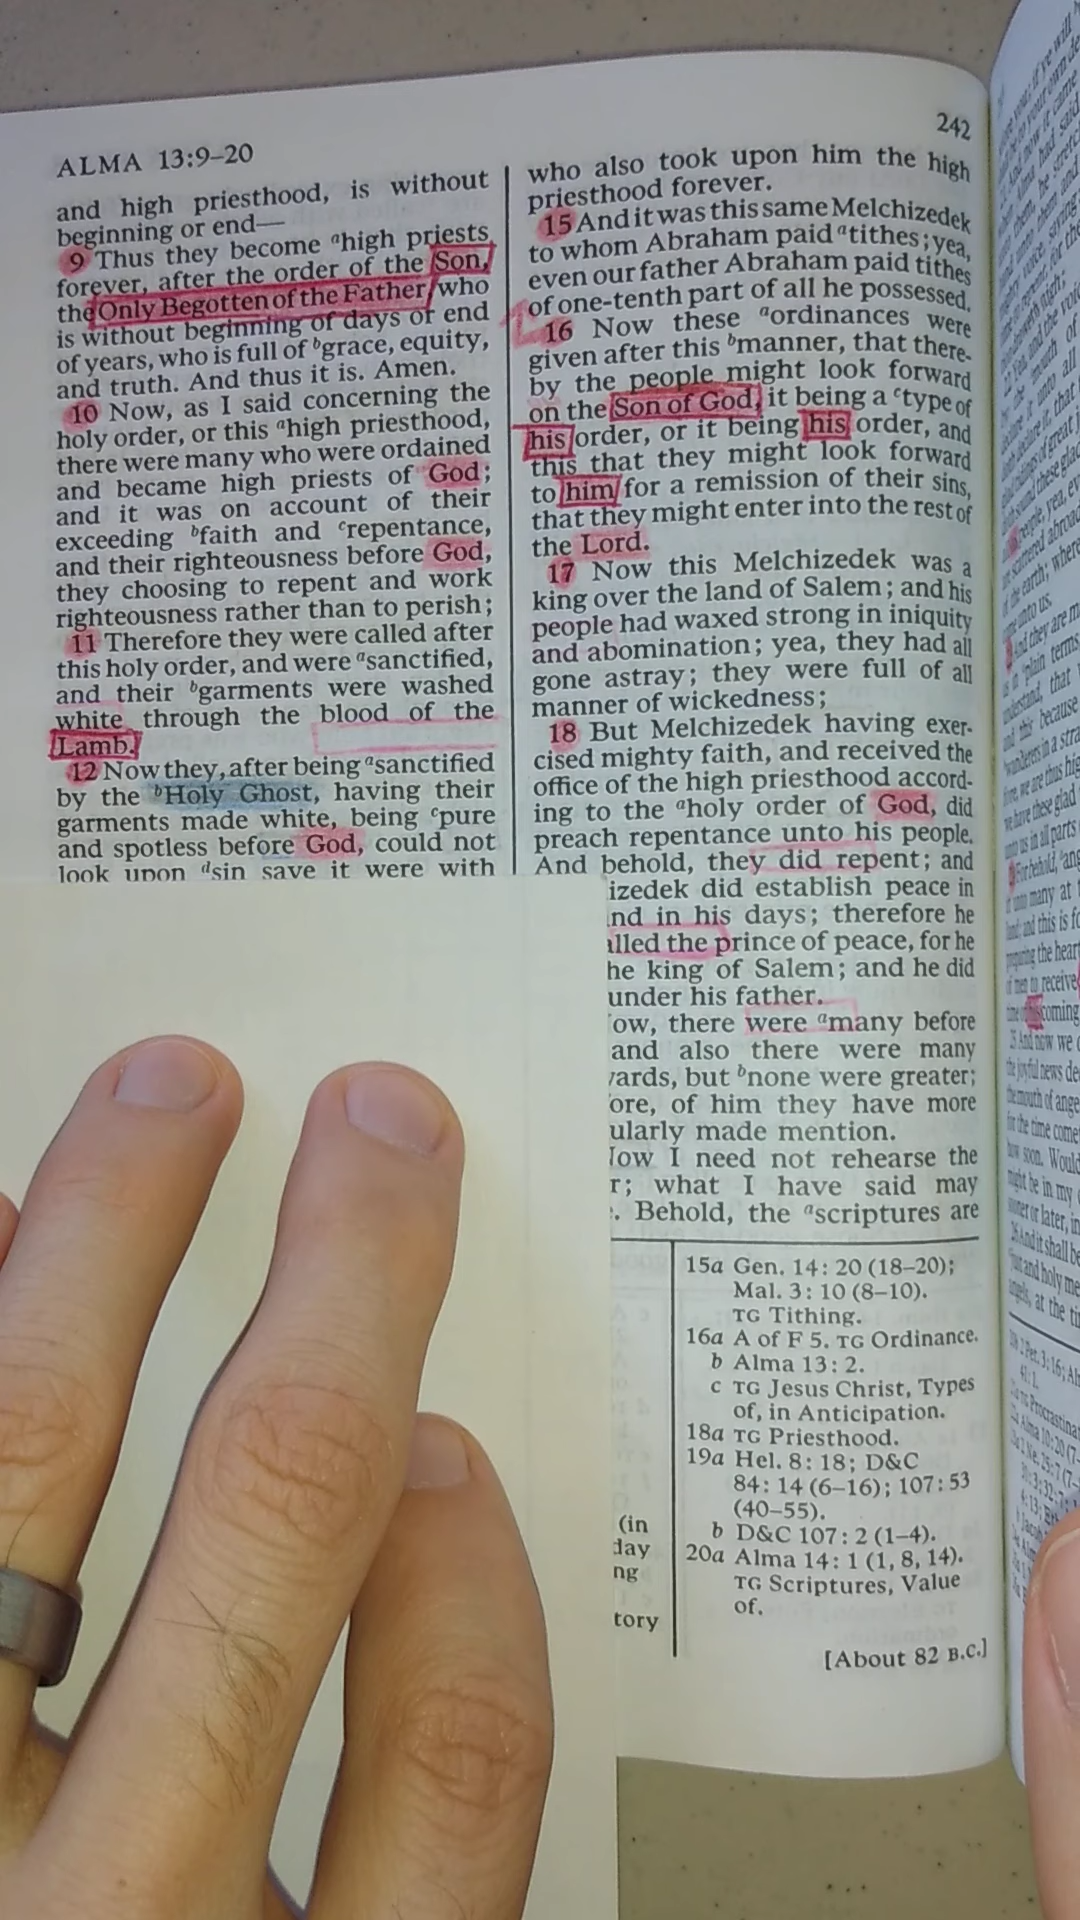 242
ALMA 13:9–20
and high priesthood, is without
beginning or end—
9 Thus they become ᵃhigh priests
forever, after the order of the Son,
the Only Begotten of the Father, who
is without beginning of days or end
of years, who is full of ᵇgrace, equity,
and truth. And thus it is. Amen.
10 Now, as I said concerning the
holy order, or this ᵃhigh priesthood,
there were many who were ordained
and became high priests of God;
and it was on account of their
exceeding ᵇfaith and ᶜrepentance,
and their righteousness before God,
they choosing to repent and work
righteousness rather than to perish;
11 Therefore they were called after
this holy order, and were ᵃsanctified,
and their ᵇgarments were washed
white through the blood of the
Lamb.
12 Now they, after being ᵃsanctified
by the ᵇHoly Ghost, having their
garments made white, being ᶜpure
and spotless before God, could not
look upon ᵈsin save it were with
who also took upon him the high
priesthood forever.
15 And it was this same Melchizedek
to whom Abraham paid ᵃtithes; yea,
even our father Abraham paid tithes
of one-tenth part of all he possessed.
16 Now these ᵃordinances were
given after this ᵇmanner, that there-
by the people might look forward
on the Son of God, it being a ᶜtype of
his order, or it being his order, and
this that they might look forward
to him for a remission of their sins,
that they might enter into the rest of
the Lord.
17 Now this Melchizedek was a
king over the land of Salem; and his
people had waxed strong in iniquity
and abomination; yea, they had all
gone astray; they were full of all
manner of wickedness;
18 But Melchizedek having exer-
cised mighty faith, and received the
office of the high priesthood accord-
ing to the ᵃholy order of God, did
preach repentance unto his people.
And behold, they did repent; and
izedek did establish peace in
nd in his days; therefore he
alled the prince of peace, for he
he king of Salem; and he did
under his father.
ow, there were ᵃmany before
and also there were many
wards, but ᵇnone were greater;
ore, of him they have more
ularly made mention.
Now I need not rehearse the
r; what I have said may
. Behold, the ᵃscriptures are
(in
day
ng
tory
15a Gen. 14: 20 (18–20);
Mal. 3: 10 (8–10).
TG Tithing.
16a A of F 5. TG Ordinance.
b Alma 13: 2.
c TG Jesus Christ, Types
of, in Anticipation.
18a TG Priesthood.
19a Hel. 8: 18; D&C
84: 14 (6–16); 107: 53
(40–55).
b D&C 107: 2 (1–4).
20a Alma 14: 1 (1, 8, 14).
TG Scriptures, Value
of.
[About 82 B.C.]